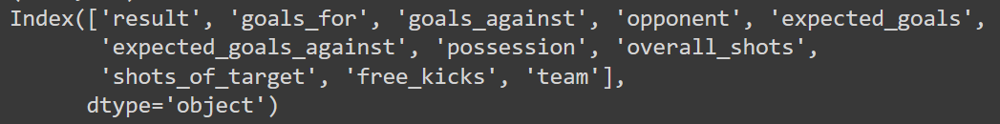 Index(['result', 'goals_for', 'goals_against', 'opponent', 'expected_goals',
'expected_goals_against', 'possession', 'overall_shots',
'shots_of_target', 'free_kicks', 'team'],
dtype='object')